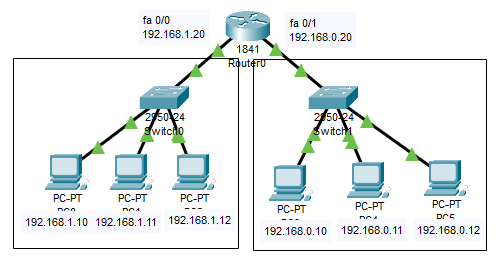 fa 0/0
192.168.1.20
fa 0/1
192.168.0.20
1841
Router0
2950-24
Switch0
2950-24
Switch1
PC-PT
PC-PT
PC-PT
192.168.1.10
192.168.1.11
192.168.1.12
PC-PT
PC-PT
PC-PT
PC5
192.168.0.10
192.168.0.11
192.168.0.12